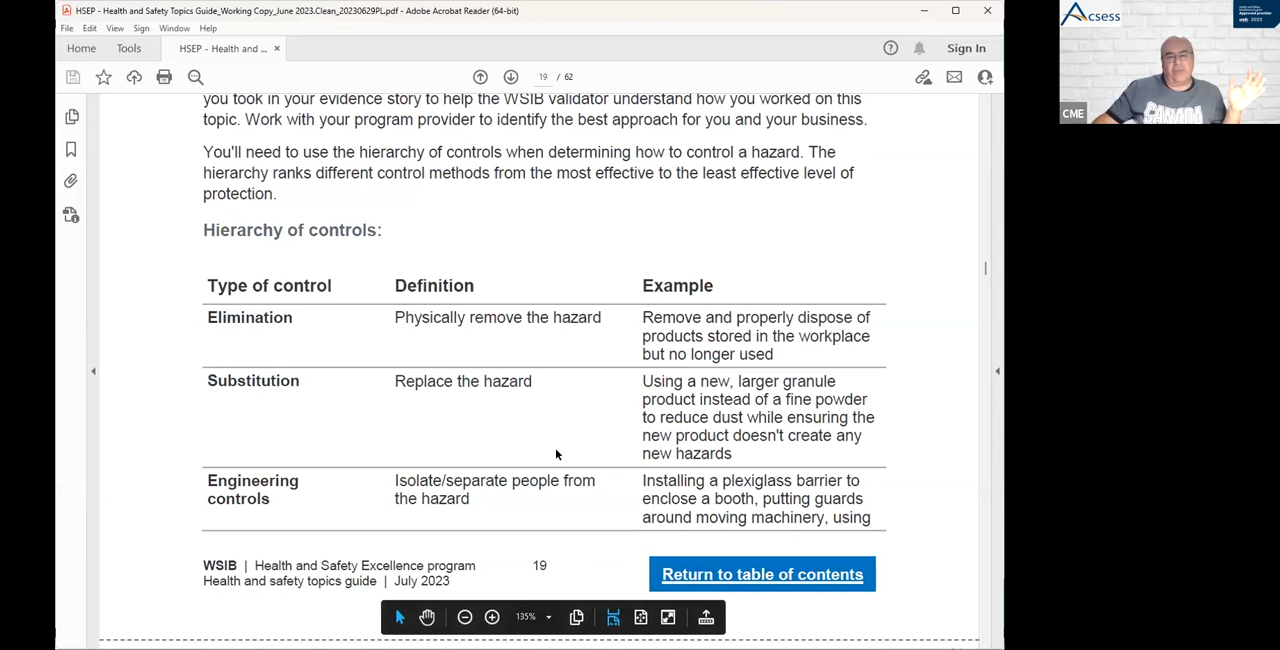 HSEP - Health and Safety Topics Guide_Working Copy_June 2023.Clean_20230629PL.pdf - Adobe Acrobat Reader (64-bit)
File Edit View Sign Window Help
Home Tools HSEP - Health and ... × Sign In
19 / 62
you took in your evidence story to help the WSIB validator understand how you worked on this
topic. Work with your program provider to identify the best approach for you and your business.
You'll need to use the hierarchy of controls when determining how to control a hazard. The
hierarchy ranks different control methods from the most effective to the least effective level of
protection.
Hierarchy of controls:
Type of control Definition Example
Elimination Physically remove the hazard Remove and properly dispose of
products stored in the workplace
but no longer used
Substitution Replace the hazard Using a new, larger granule
product instead of a fine powder
to reduce dust while ensuring the
new product doesn't create any
new hazards
Engineering Isolate/separate people from Installing a plexiglass barrier to
controls the hazard enclose a booth, putting guards
around moving machinery, using
WSIB | Health and Safety Excellence program 19
Health and safety topics guide | July 2023
Return to table of contents
135%
Acsess
Approved provider
wsib 2023
CANADA
CME